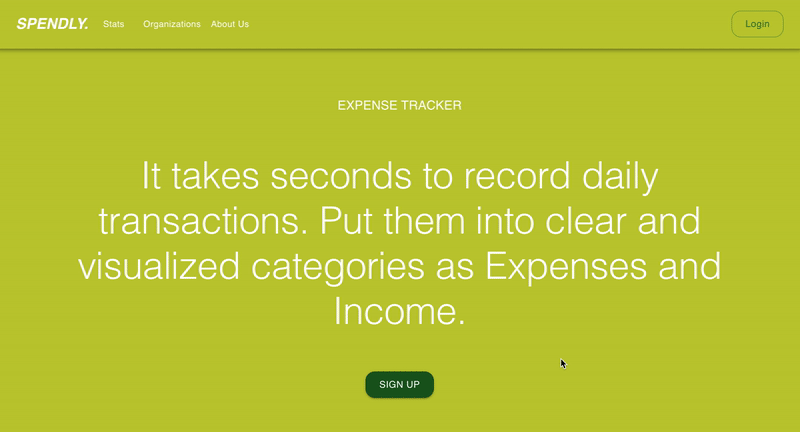 SPENDLY. Stats Organizations About Us Login
EXPENSE TRACKER
It takes seconds to record daily
transactions. Put them into clear and
visualized categories as Expenses and
Income.
SIGN UP